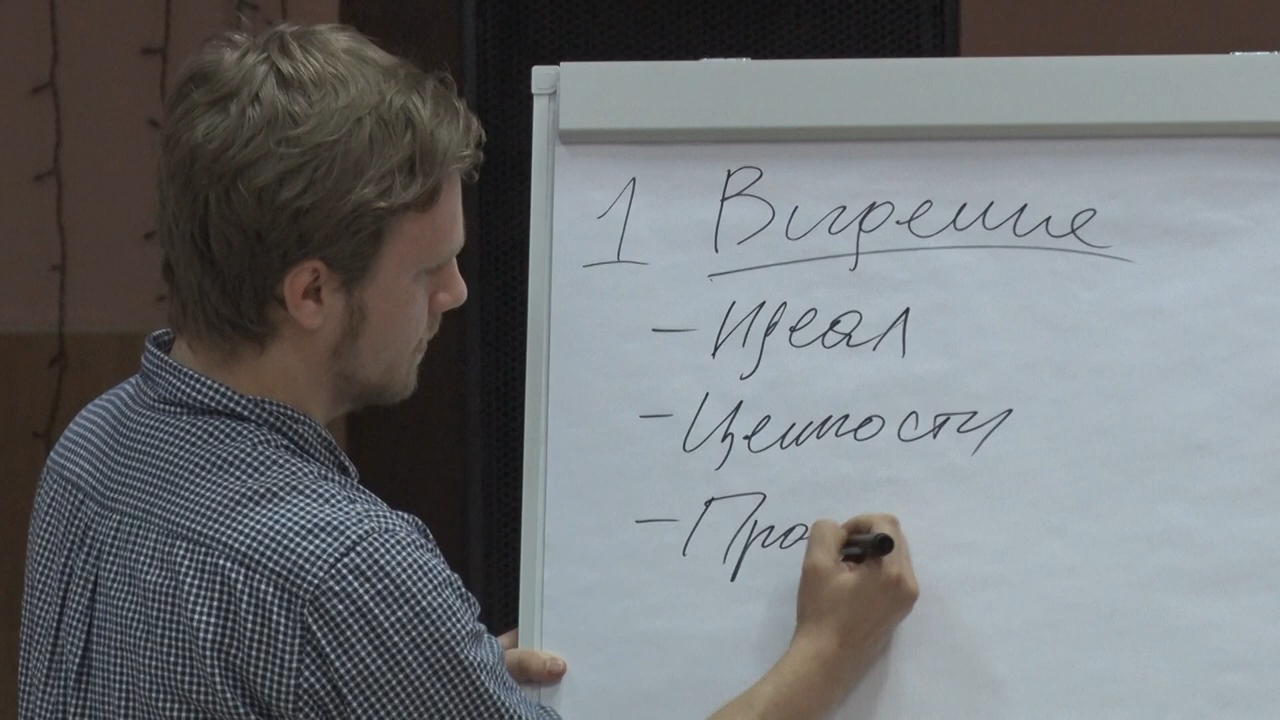 1 Видение
- Идеал
- Ценности
- Про